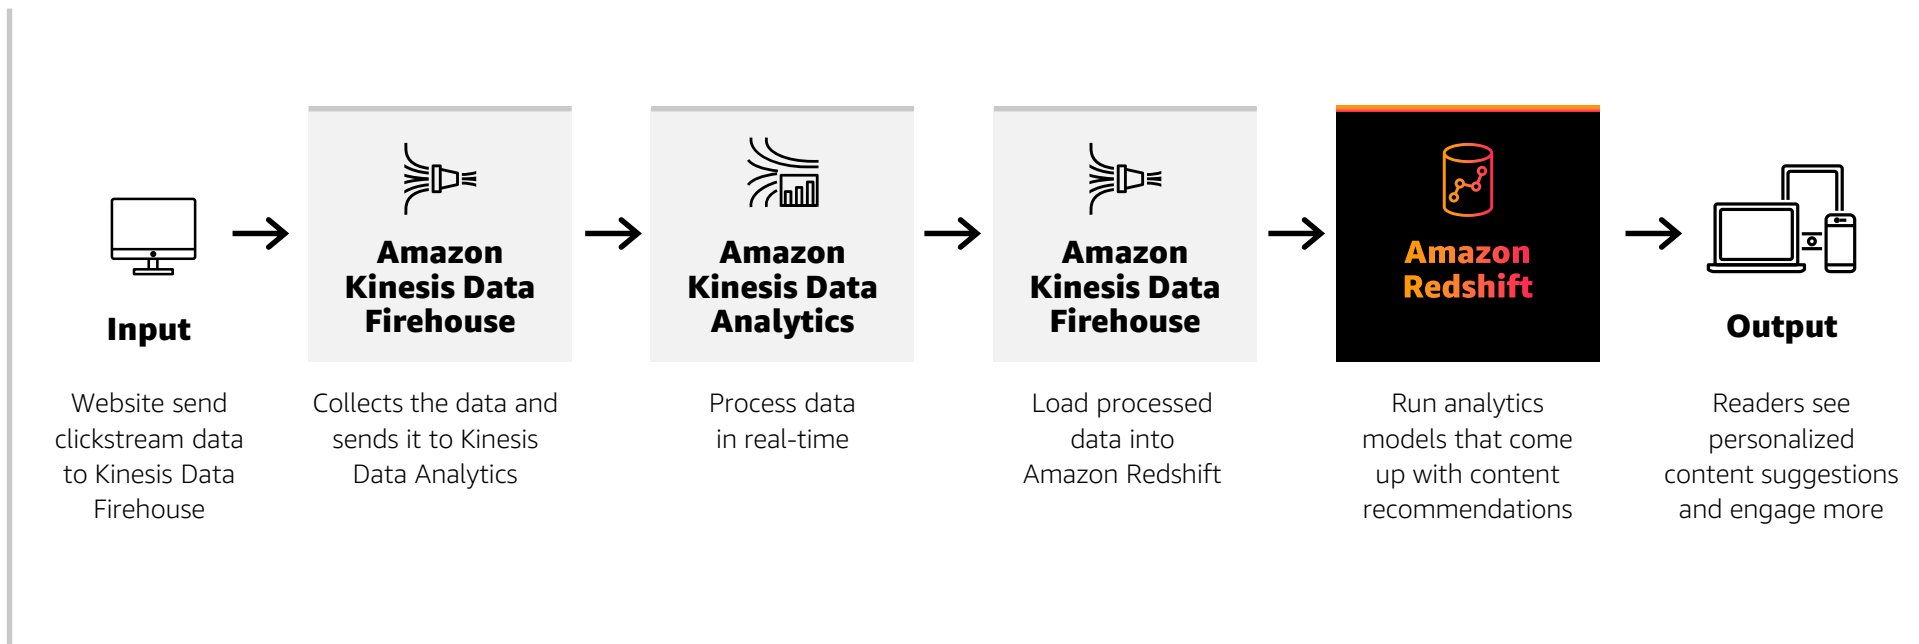 Input
Website send
clickstream data
to Kinesis Data
Firehouse
Amazon
Kinesis Data
Firehouse
Collects the data and
sends it to Kinesis
Data Analytics
Amazon
Kinesis Data
Analytics
Process data
in real-time
Amazon
Kinesis Data
Firehouse
Load processed
data into
Amazon Redshift
Amazon
Redshift
Run analytics
models that come
up with content
recommendations
Output
Readers see
personalized
content suggestions
and engage more